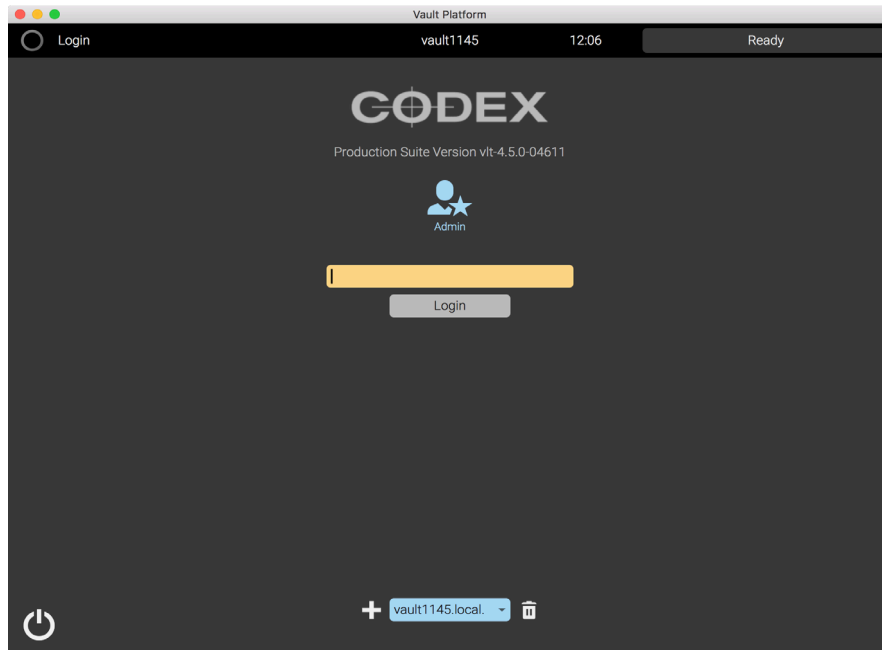 Vault Platform
Login vault1145 12:06 Ready
CODEX
Production Suite Version vlt-4.5.0-04611
Admin
Login
vault1145.local.